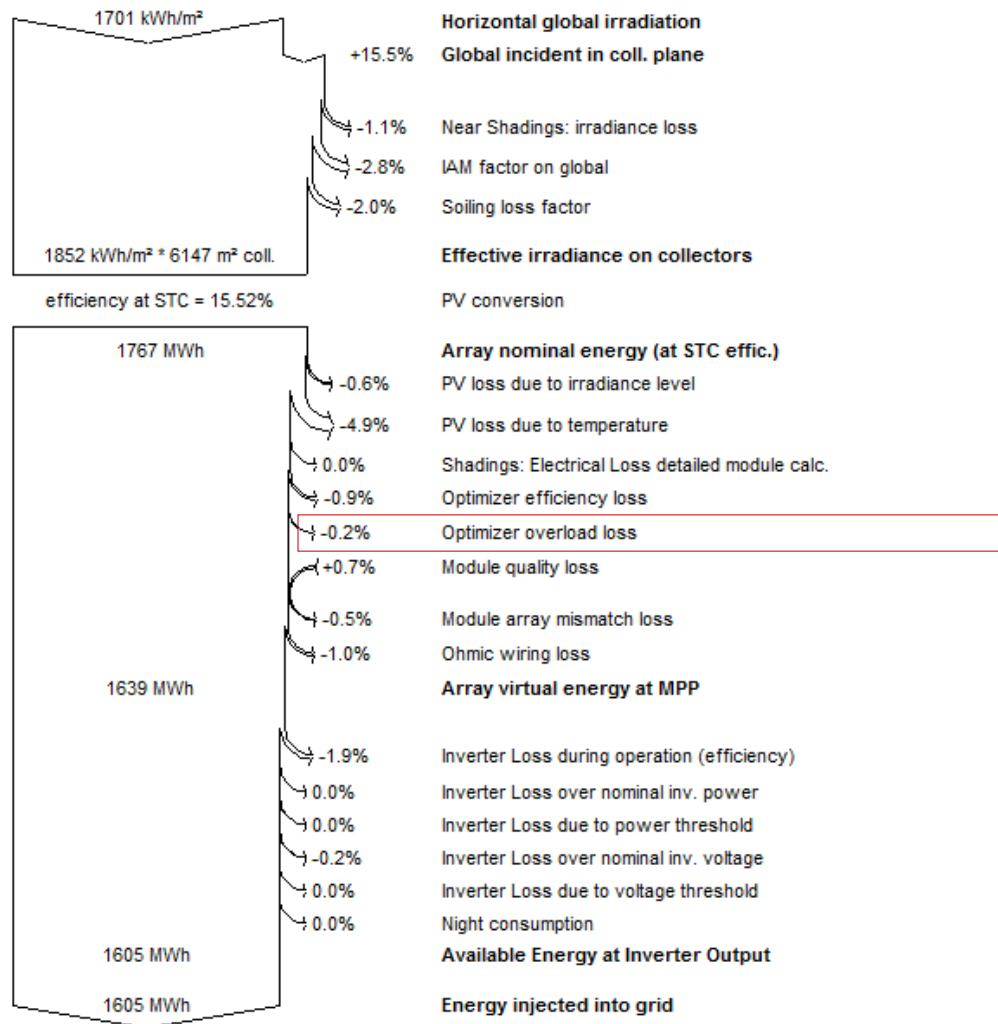 1701 kWh/m² Horizontal global irradiation
+15.5% Global incident in coll. plane
-1.1% Near Shadings: irradiance loss
-2.8% IAM factor on global
-2.0% Soiling loss factor
1852 kWh/m² * 6147 m² coll. Effective irradiance on collectors
efficiency at STC = 15.52% PV conversion
1767 MWh Array nominal energy (at STC effic.)
-0.6% PV loss due to irradiance level
-4.9% PV loss due to temperature
0.0% Shadings: Electrical Loss detailed module calc.
-0.9% Optimizer efficiency loss
-0.2% Optimizer overload loss
+0.7% Module quality loss
-0.5% Module array mismatch loss
-1.0% Ohmic wiring loss
1639 MWh Array virtual energy at MPP
-1.9% Inverter Loss during operation (efficiency)
0.0% Inverter Loss over nominal inv. power
0.0% Inverter Loss due to power threshold
-0.2% Inverter Loss over nominal inv. voltage
0.0% Inverter Loss due to voltage threshold
0.0% Night consumption
1605 MWh Available Energy at Inverter Output
1605 MWh Energy injected into grid